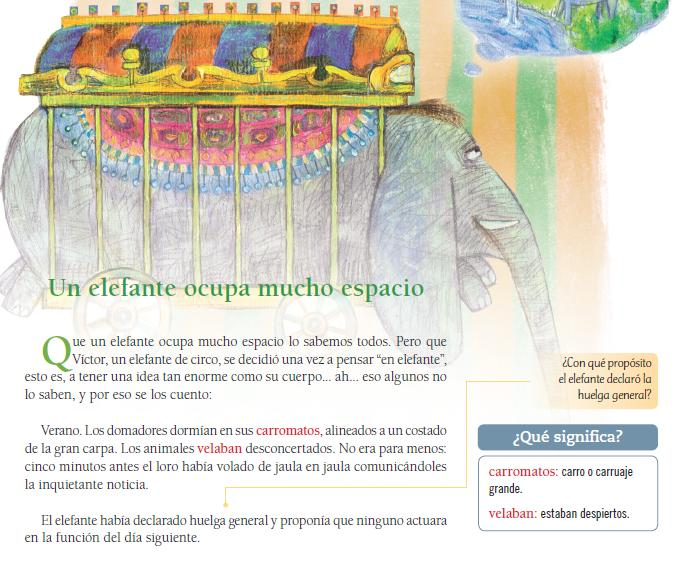 Un elefante ocupa mucho espacio
Que un elefante ocupa mucho espacio lo sabemos todos. Pero que
Víctor, un elefante de circo, se decidió una vez a pensar “en elefante”,
esto es, a tener una idea tan enorme como su cuerpo... ah... eso algunos no
lo saben, y por eso se los cuento:
Verano. Los domadores dormían en sus carromatos, alineados a un costado
de la gran carpa. Los animales velaban desconcertados. No era para menos:
cinco minutos antes el loro había volado de jaula en jaula comunicándoles
la inquietante noticia.
El elefante había declarado huelga general y proponía que ninguno actuara
en la función del día siguiente.
¿Con qué propósito
el elefante declaró la
huelga general?
¿Qué significa?
carromatos: carro o carruaje
grande.
velaban: estaban despiertos.